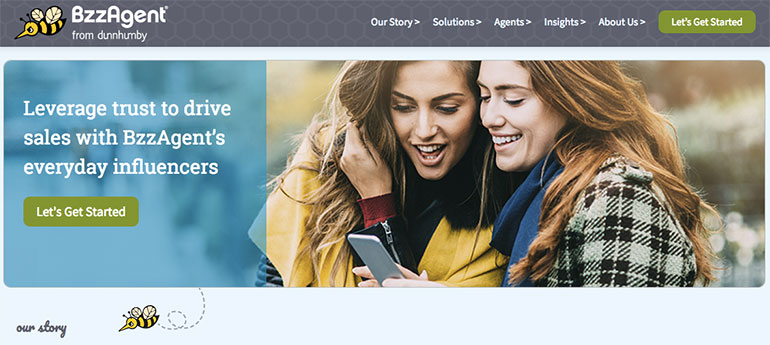 BzzAgent®
from dunnhumby
Our Story >
Solutions >
Agents >
Insights >
About Us >
Let's Get Started
Leverage trust to drive
sales with BzzAgent's
everyday influencers
Let's Get Started
our story